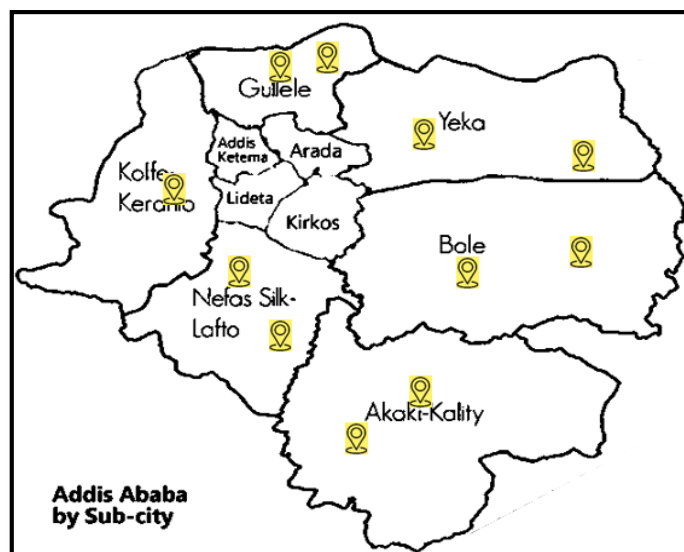 Gullele
Yeka
Addis
Ketema
Arada
Kolfe
Keranio
Lideta
Kirkos
Bole
Nefas Silk-
Lafto
Akaki-Kality
Addis Ababa
by Sub-city